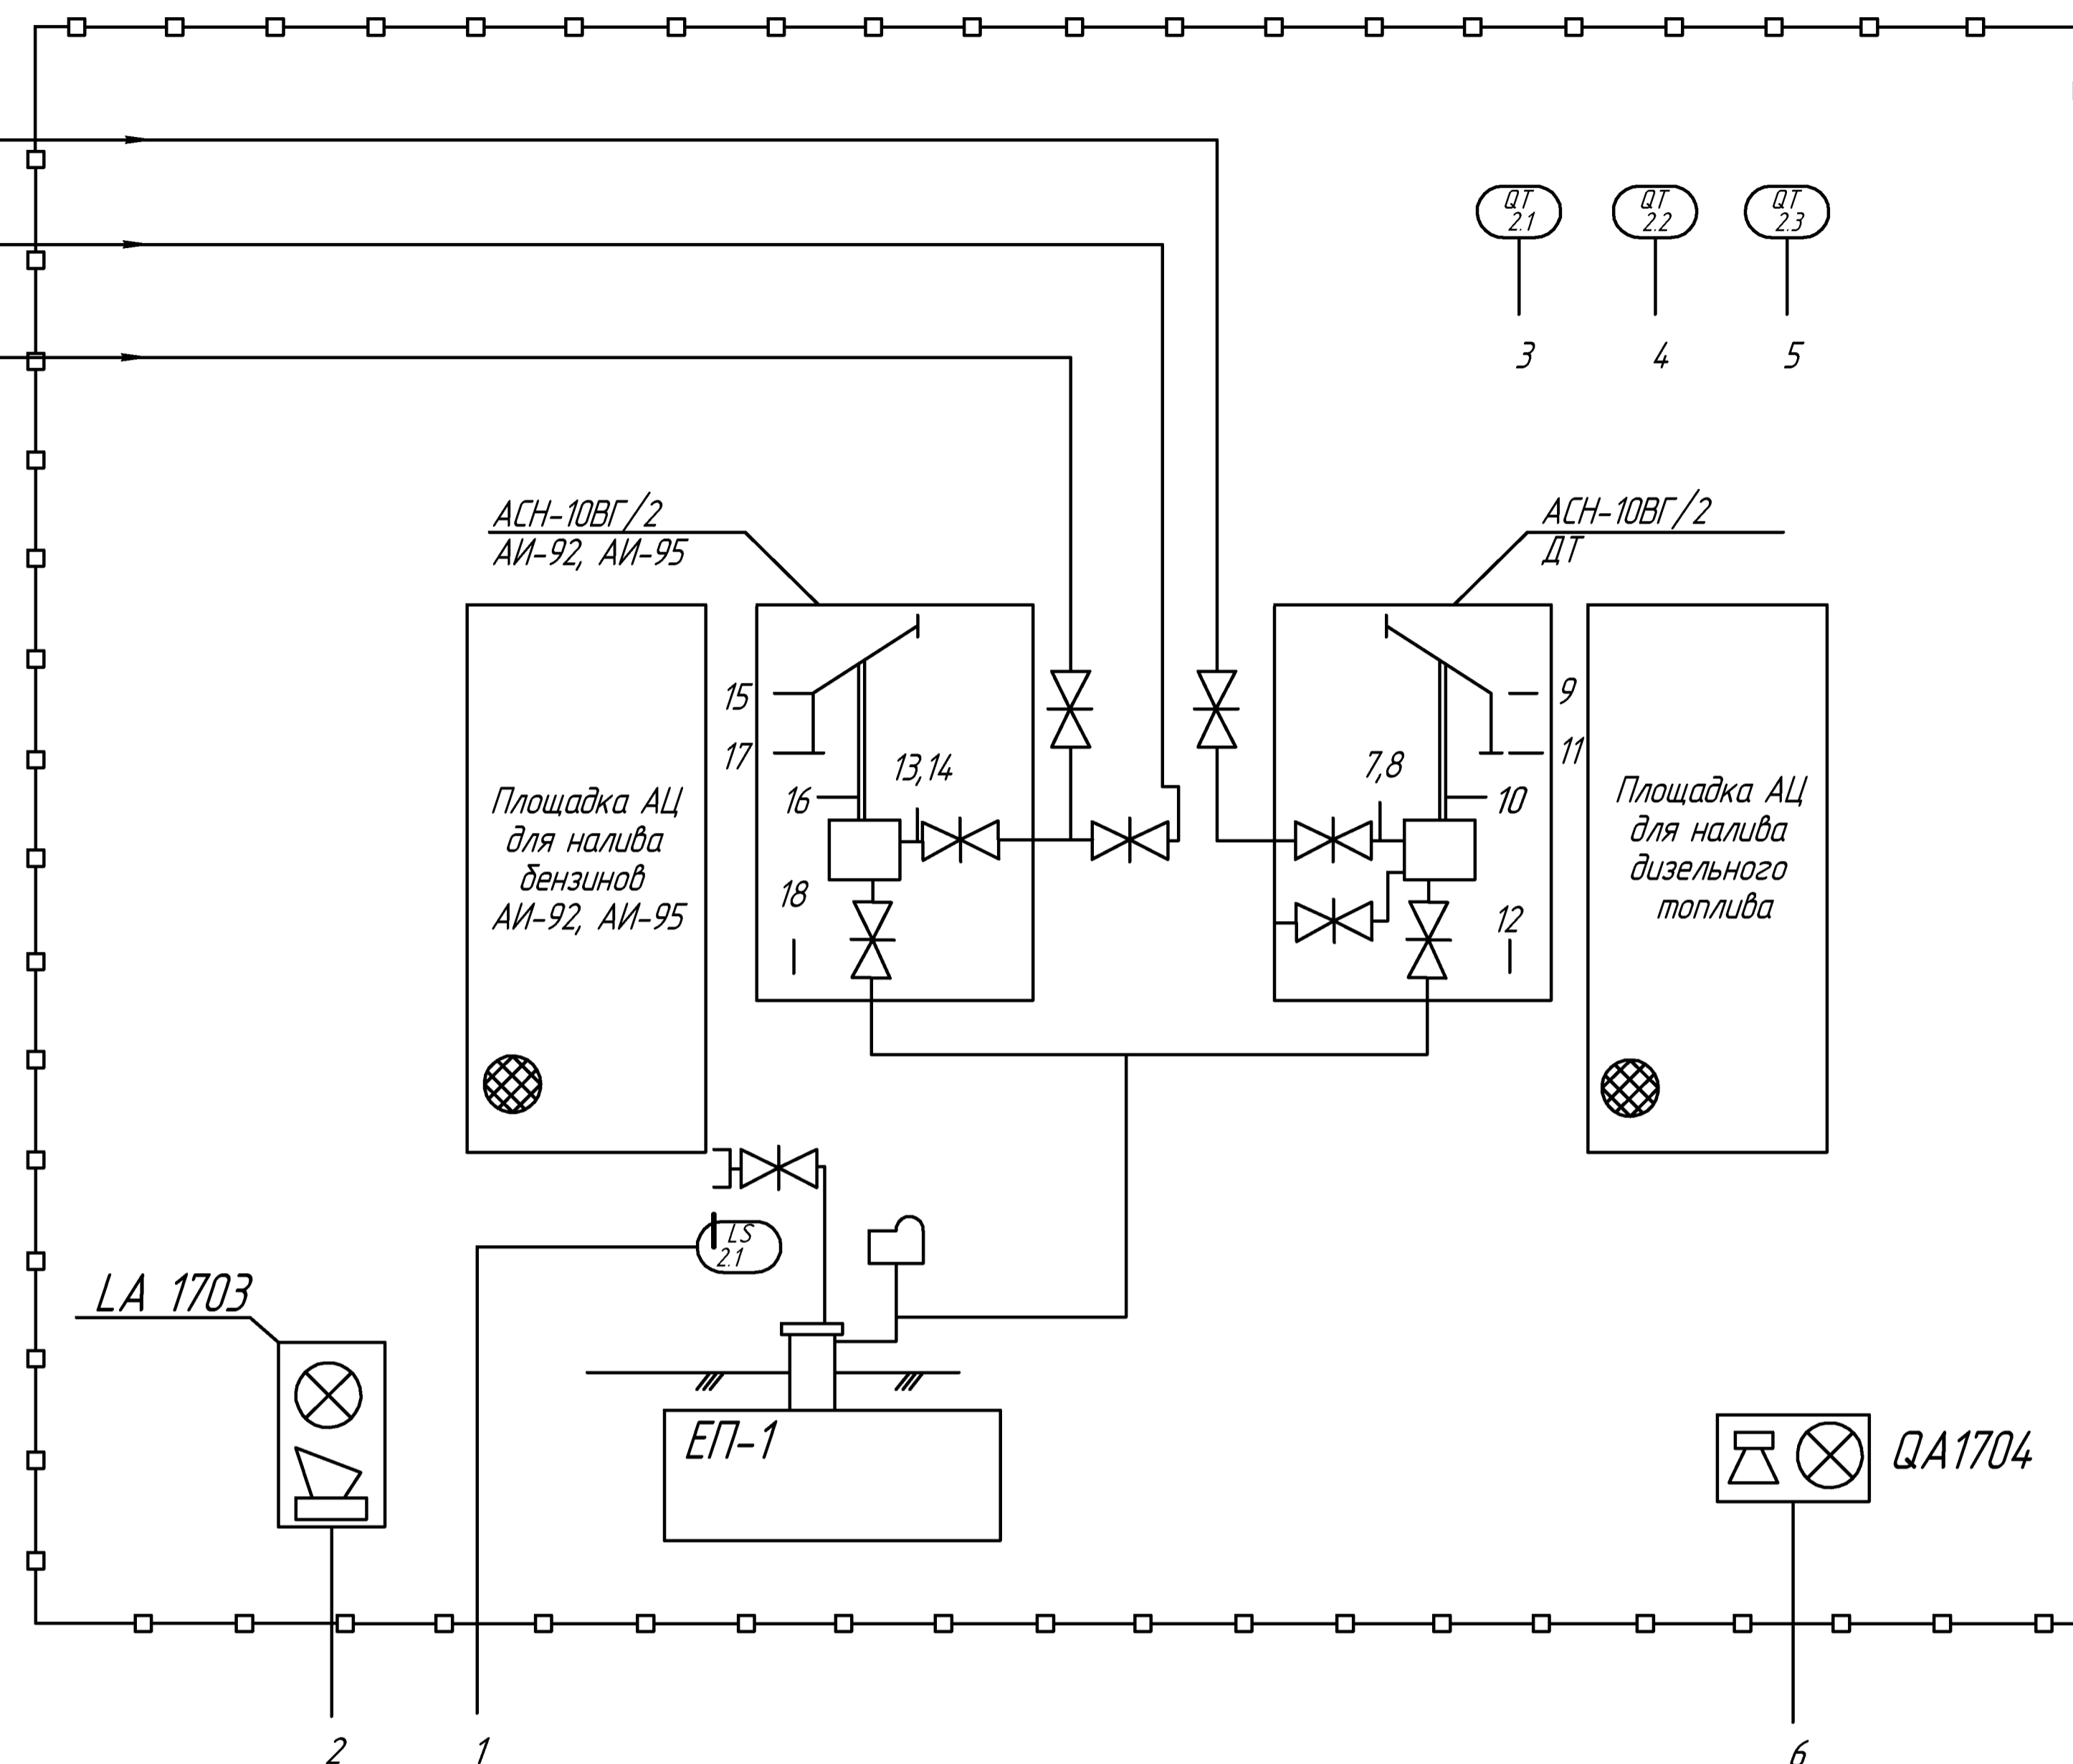 QT
2.1
QT
2.2
QT
2.3
3
4
5
АСН-10ВГ/2
АИ-92, АИ-95
АСН-10ВГ/2
ДТ
15
17
13,14
16
18
7,8
9
11
10
12
Площадка АЦ
для налива
бензинов
АИ-92, АИ-95
Площадка АЦ
для налива
дизельного
топлива
LS
2.1
LA 1703
ЕП-1
QA1704
2
1
6